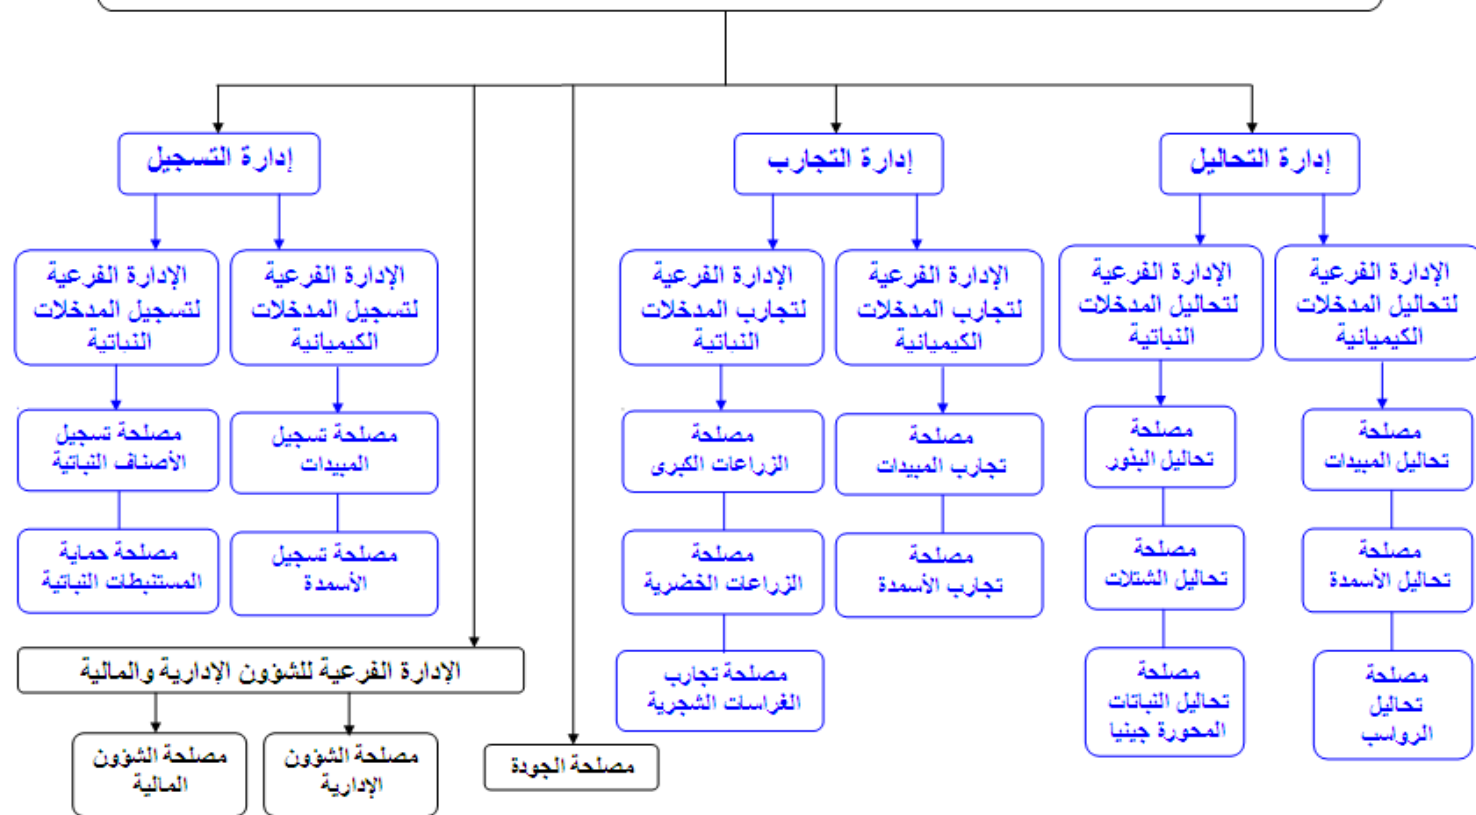 إدارة التحاليل
إدارة التجارب
إدارة التسجيل
الإدارة الفرعية
لتحاليل المدخلات
الكيميائية
الإدارة الفرعية
لتحاليل المدخلات
النباتية
الإدارة الفرعية
لتجارب المدخلات
الكيميائية
الإدارة الفرعية
لتجارب المدخلات
النباتية
الإدارة الفرعية
لتسجيل المدخلات
الكيميائية
الإدارة الفرعية
لتسجيل المدخلات
النباتية
مصلحة
تحاليل المبيدات
مصلحة
تحاليل البذور
مصلحة
تجارب المبيدات
مصلحة
الزراعات الكبرى
مصلحة تسجيل
المبيدات
مصلحة تسجيل
الأصناف النباتية
مصلحة
تحاليل الأسمدة
مصلحة
تحاليل الشتلات
مصلحة
تجارب الأسمدة
مصلحة
الزراعات الخضرية
مصلحة تسجيل
الأسمدة
مصلحة حماية
المستنبطات النباتية
مصلحة
تحاليل
الرواسب
مصلحة
تحاليل النباتات
المحورة جينيا
مصلحة تجارب
الغراسات الشجرية
الإدارة الفرعية للشؤون الإدارية والمالية
مصلحة الجودة
مصلحة الشؤون
الإدارية
مصلحة الشؤون
المالية